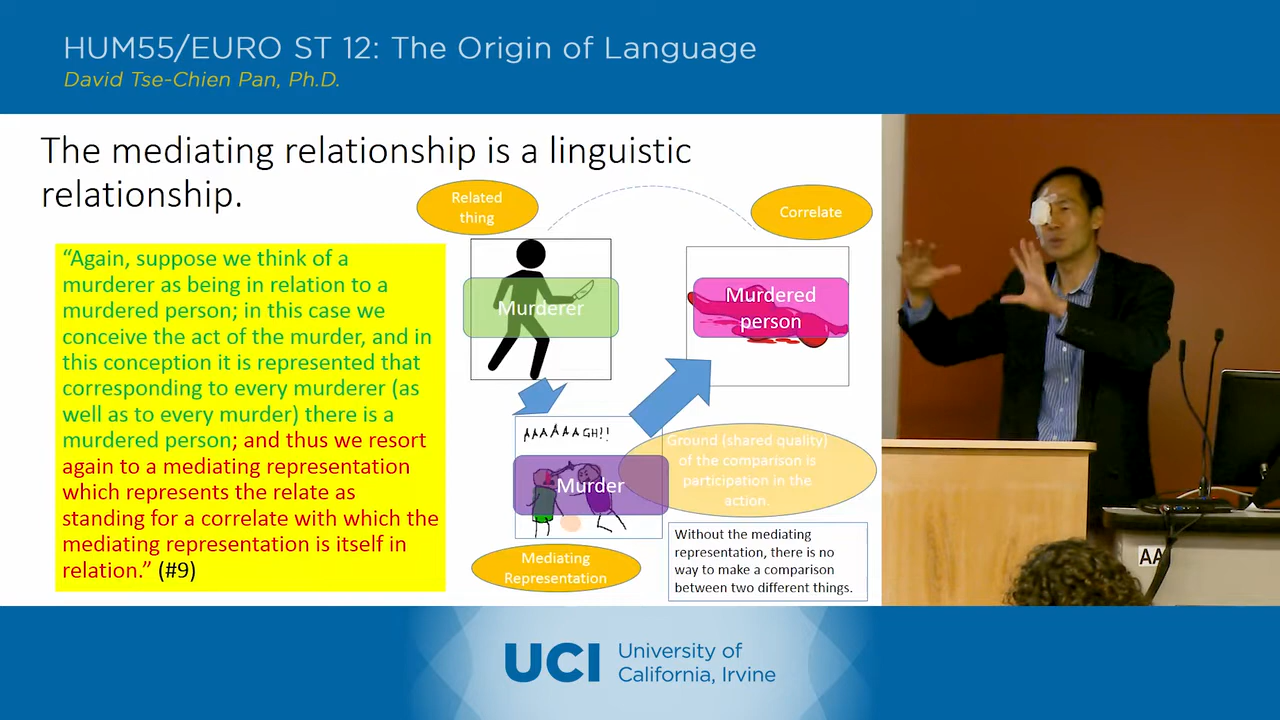 HUM55/EURO ST 12: The Origin of Language
David Tse-Chien Pan, Ph.D.
The mediating relationship is a linguistic
relationship.
Related
thing
Correlate
“Again, suppose we think of a
murderer as being in relation to a
murdered person; in this case we
conceive the act of the murder, and in
this conception it is represented that
corresponding to every murderer (as
well as to every murder) there is a
murdered person; and thus we resort
again to a mediating representation
which represents the relate as
standing for a correlate with which the
mediating representation is itself in
relation.” (#9)
Murderer
Murdered
person
AAAAAAGH!!
Murder
Ground (shared quality)
of the comparison is
participation in the
action.
Mediating
Representation
Without the mediating
representation, there is no
way to make a comparison
between two different things.
AA
UCI
University of
California, Irvine